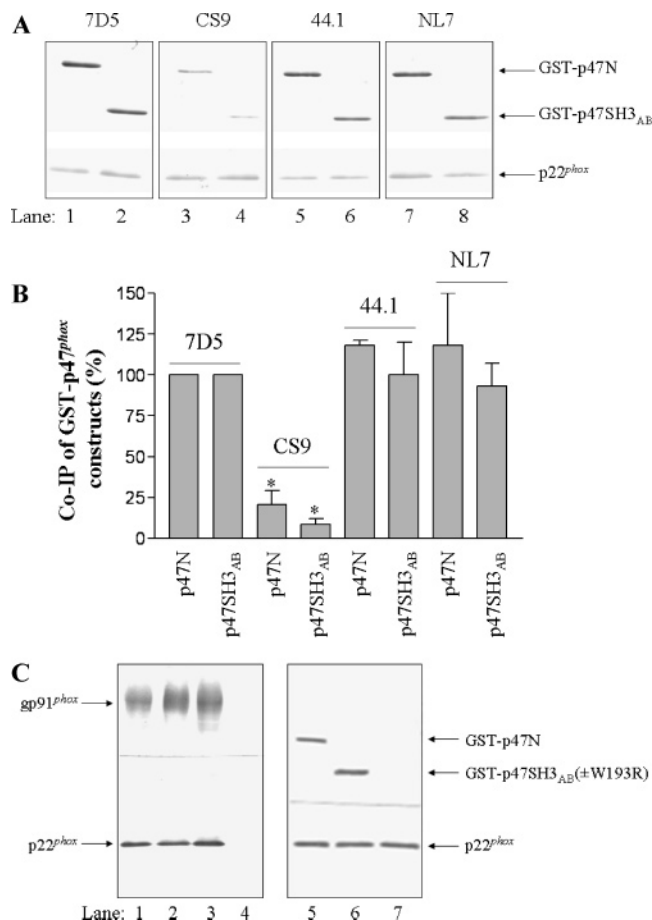 A
7D5 CS9 44.1 NL7
GST-p47N
GST-p47SH3AB
p22phox
Lane: 1 2 3 4 5 6 7 8
B
Co-IP of GST-p47phox
constructs (%)
150
125
100
75
50
25
0
7D5
CS9
* *
44.1
NL7
p47N p47SH3AB p47N p47SH3AB p47N p47SH3AB p47N p47SH3AB
C
gp91phox
p22phox
GST-p47N
GST-p47SH3AB(±W193R)
p22phox
Lane: 1 2 3 4 5 6 7